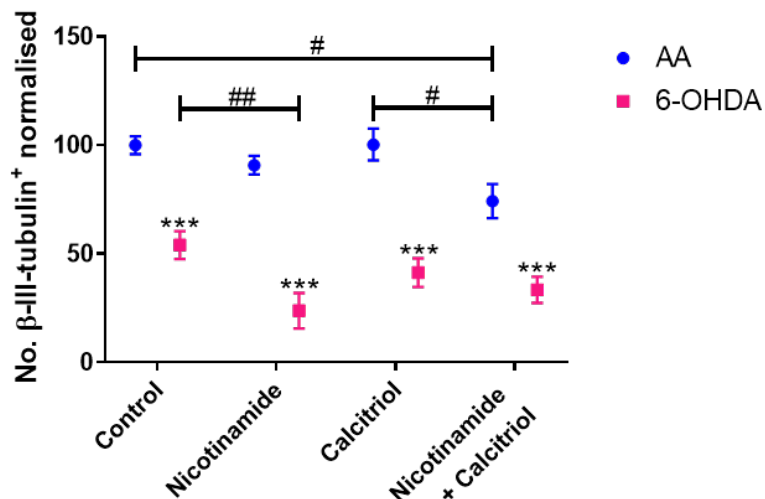 No. β-III-tubulin⁺ normalised
150
100
50
0
#
##
#
***
***
***
***
Control
Nicotinamide
Calcitriol
Nicotinamide
+ Calcitriol
AA
6-OHDA